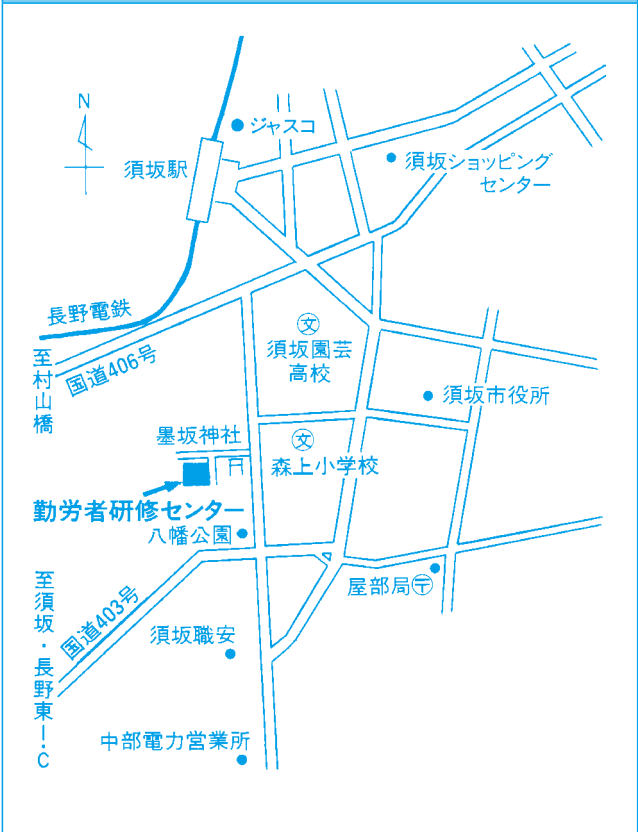 N
ジャスコ
須坂駅
須坂ショッピング
センター
長野電鉄
国道406号
至村山橋
文
須坂園芸
高校
須坂市役所
墨坂神社
文
森上小学校
勤労者研修センター
八幡公園
屋部局〒
至須坂・長野東I・C
国道403号
須坂職安
中部電力営業所